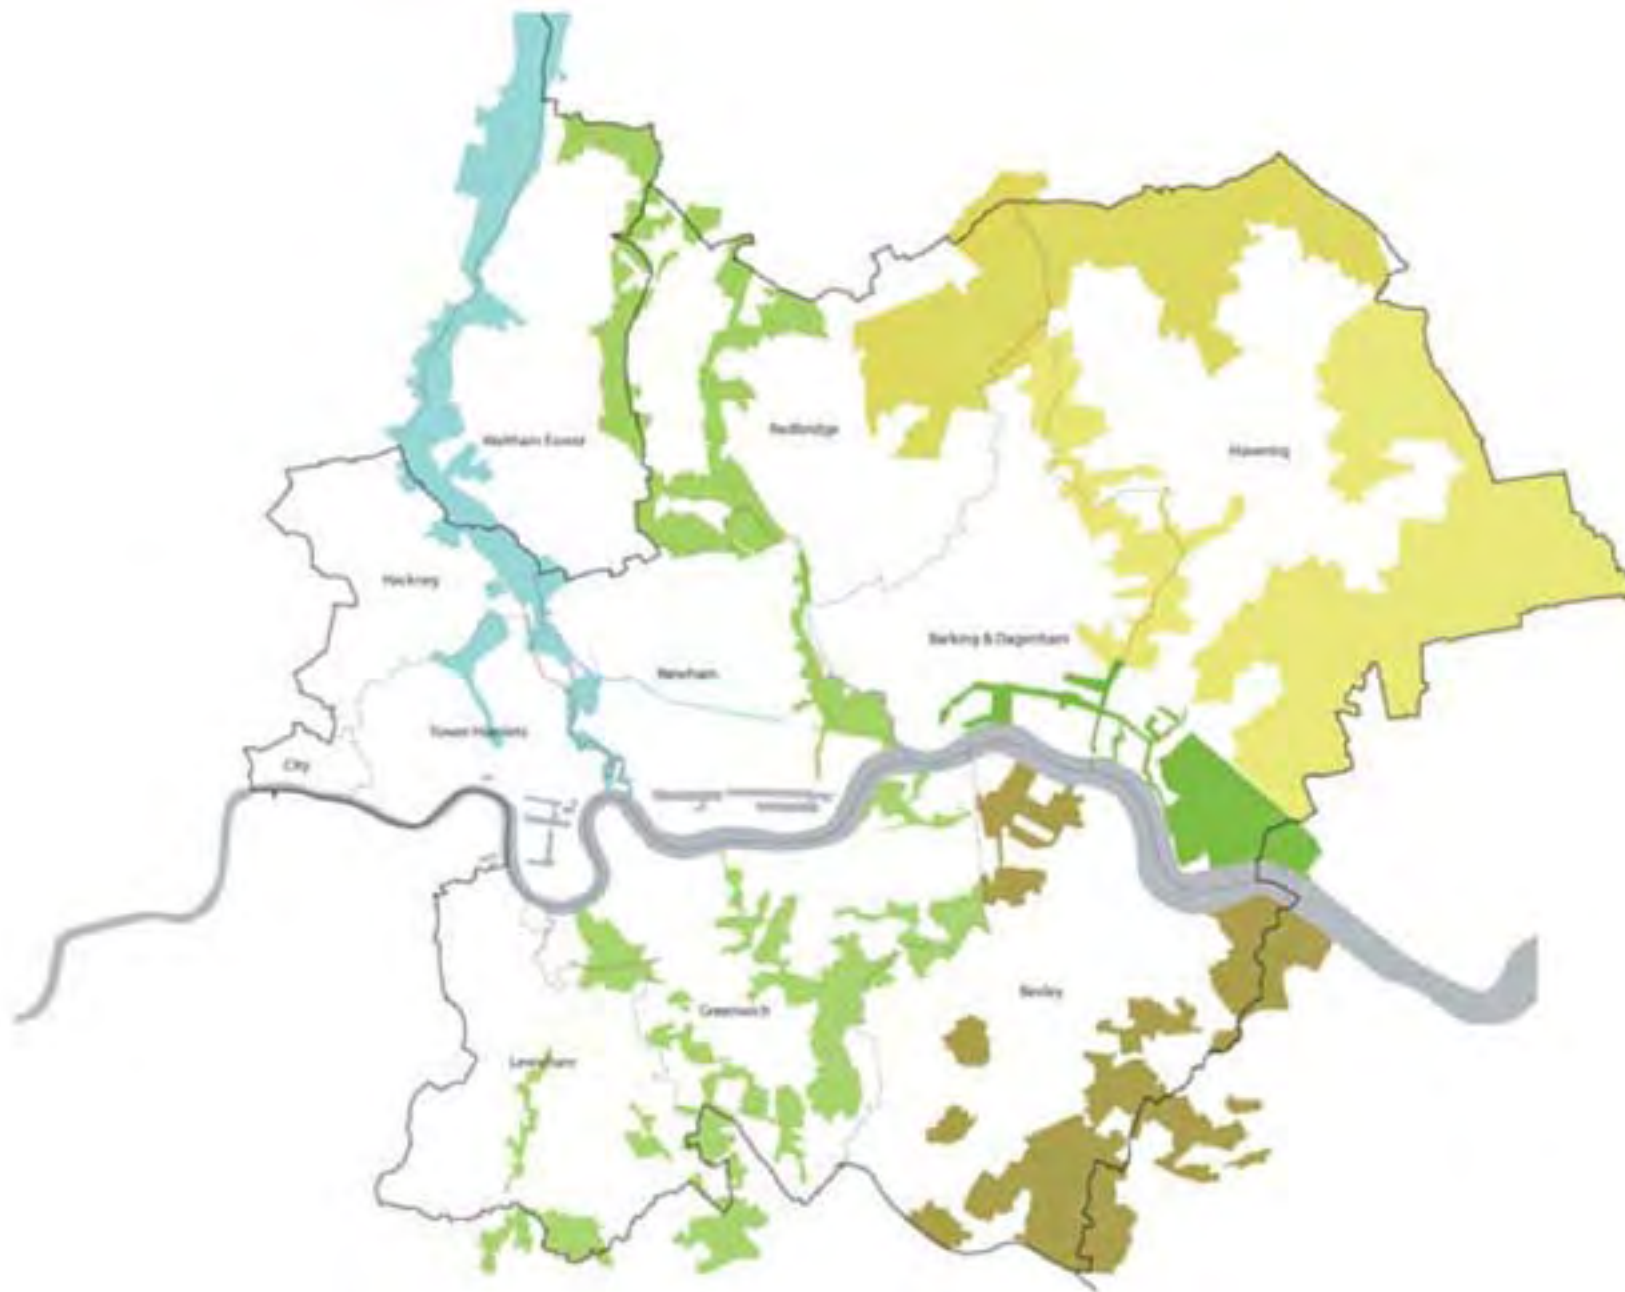 Waltham Forest
Redbridge
Havering
Hackney
Barking & Dagenham
Newham
Tower Hamlets
City
Bexley
Greenwich
Lewisham